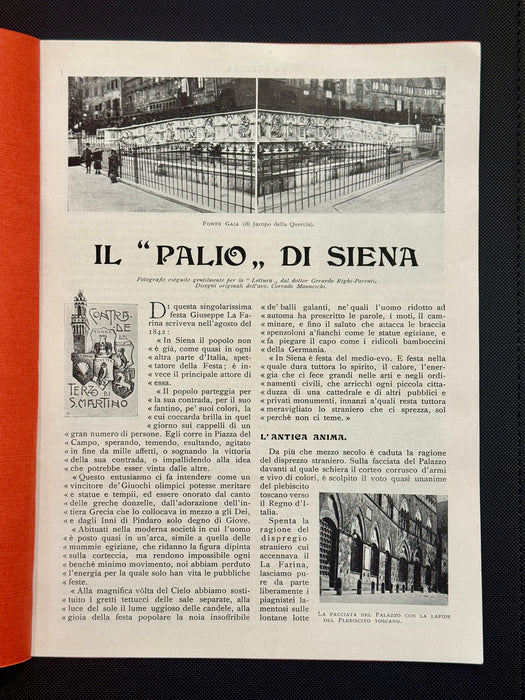 FONTE GAIA (di Jacopo della Quercia).
IL “PALIO„ DI SIENA
Fotografie eseguite gentilmente per la “ Lettura „ dal dottor Gerardo Righi-Parenti.
Disegni originali dell'avv. Corrado Manneschi.
CONTRA
DE
DEL
TERZO DI
S. MARTINO
Di questa singolarissima
festa Giuseppe La Fa-
rina scriveva nell'agosto del
1842:
« In Siena il popolo non
« è già, come quasi in ogni
« altra parte d'Italia, spet-
« tatore della Festa; è in-
« vece il principale attore di
« essa.
« Il popolo parteggia per
« la sua contrada, per il suo
« fantino, pe' suoi colori, la
« cui coccarda brilla in quel
« giorno sui cappelli di un
« gran numero di persone. Egli corre in Piazza del
« Campo, sperando, temendo, esultando, agitato
« in fine da mille affetti, o sognando la vittoria
« della sua contrada, o impallidendo alla idea
« che potrebbe esser vinta dalle altre.
« Questo entusiasmo ci fa intendere come un
« vincitore de' Giuochi olimpici potesse meritare
« e statue e tempii, ed essere onorato dal canto
« delle greche donzelle, dall'adorazione dell'in-
« tiera Grecia che lo collocava in mezzo a gli Dei,
« e dagli Inni di Pindaro solo degno di Giove.
« Abituati nella moderna società in cui l'uomo
« è posto quasi in un'arca, simile a quella delle
« mummie egiziane, che ridanno la figura dipinta
« sulla corteccia, ma rendono impossibile ogni
« benchè minimo movimento, noi abbiam perduto
« l'energia per la quale solo han vita le pubbliche
« feste.
« Alla magnifica vòlta del Cielo abbiamo sosti-
« tuito i gretti tettucci delle sale separate, alla
« luce del sole il lume uggioso delle candele, alla
« gioia della festa popolare la noia insoffribile
« de' balli galanti, ne' quali l'uomo ridotto ad
« automa ha prescritto le parole, i moti, il cam-
« minare, e fino il saluto che attacca le braccia
« spenzoloni a' fianchi come le statue egiziane, e
« fa piegare il capo come i ridicoli bamboccini
« della Germania.
« In Siena è festa del medio-evo. E festa nella
« quale dura tuttora lo spirito, il calore, l'ener-
« gia che ci fece grandi nelle arti e negli ordi-
« namenti civili, che arricchì ogni piccola citta-
« duzza di una catedrale e di altri pubblici e
« privati monumenti, innanzi a' quali resta tuttora
« meravigliato lo straniero che ci sprezza, sol
« perchè non ci teme. »
L'ANTICA ANIMA.
Da più che mezzo secolo è caduta la ragione
del disprezzo straniero. Sulla facciata del Palazzo
davanti al quale schiera il corteo corrusco d'armi
e vivo di colori, è scolpito il voto quasi unanime
del plebiscito
toscano verso
il Regno d'I-
talia.
Spenta la
ragione del
dispregio
straniero cui
accennava il
La Farina,
lasciamo pu-
re da parte
liberamente i
piagnistei la-
mentosi sulle
lontane lotte
LA FACCIATA DEL PALAZZO CON LA LAPIDE
DEL PLEBISCITO TOSCANO.